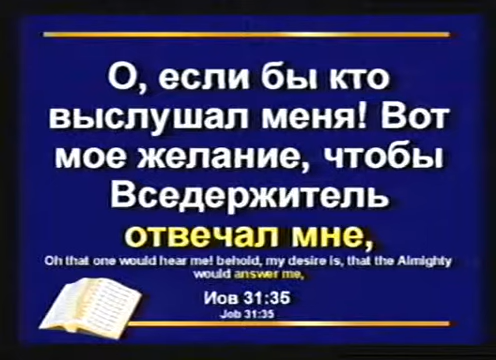 О, если бы кто
выслушал меня! Вот
мое желание, чтобы
Вседержитель
отвечал мне,
Oh that one would hear me! behold, my desire is, that the Almighty
would answer me,
Иов 31:35
Job 31:35